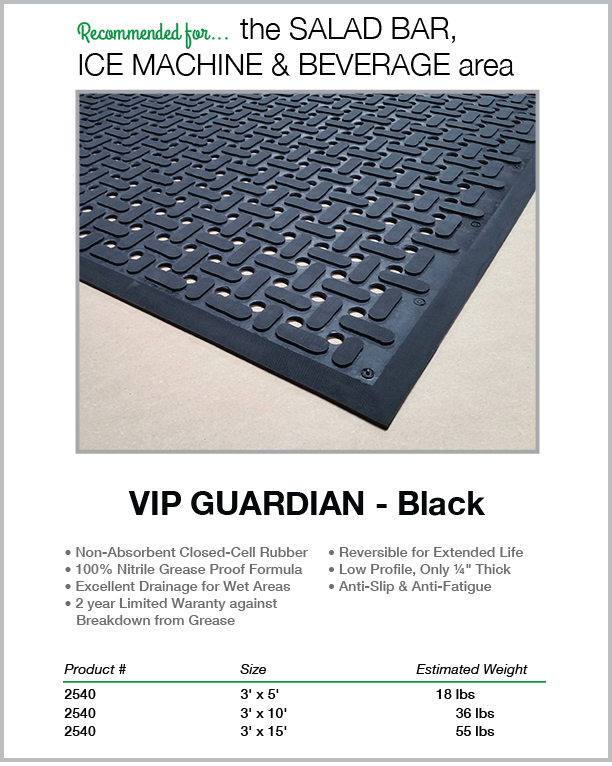 Recommended for... the SALAD BAR,
ICE MACHINE & BEVERAGE area
VIP GUARDIAN - Black
• Non-Absorbent Closed-Cell Rubber
• 100% Nitrile Grease Proof Formula
• Excellent Drainage for Wet Areas
• 2 year Limited Waranty against
Breakdown from Grease
• Reversible for Extended Life
• Low Profile, Only ¼" Thick
• Anti-Slip & Anti-Fatigue
Product # Size Estimated Weight
2540 3' x 5' 18 lbs
2540 3' x 10' 36 lbs
2540 3' x 15' 55 lbs